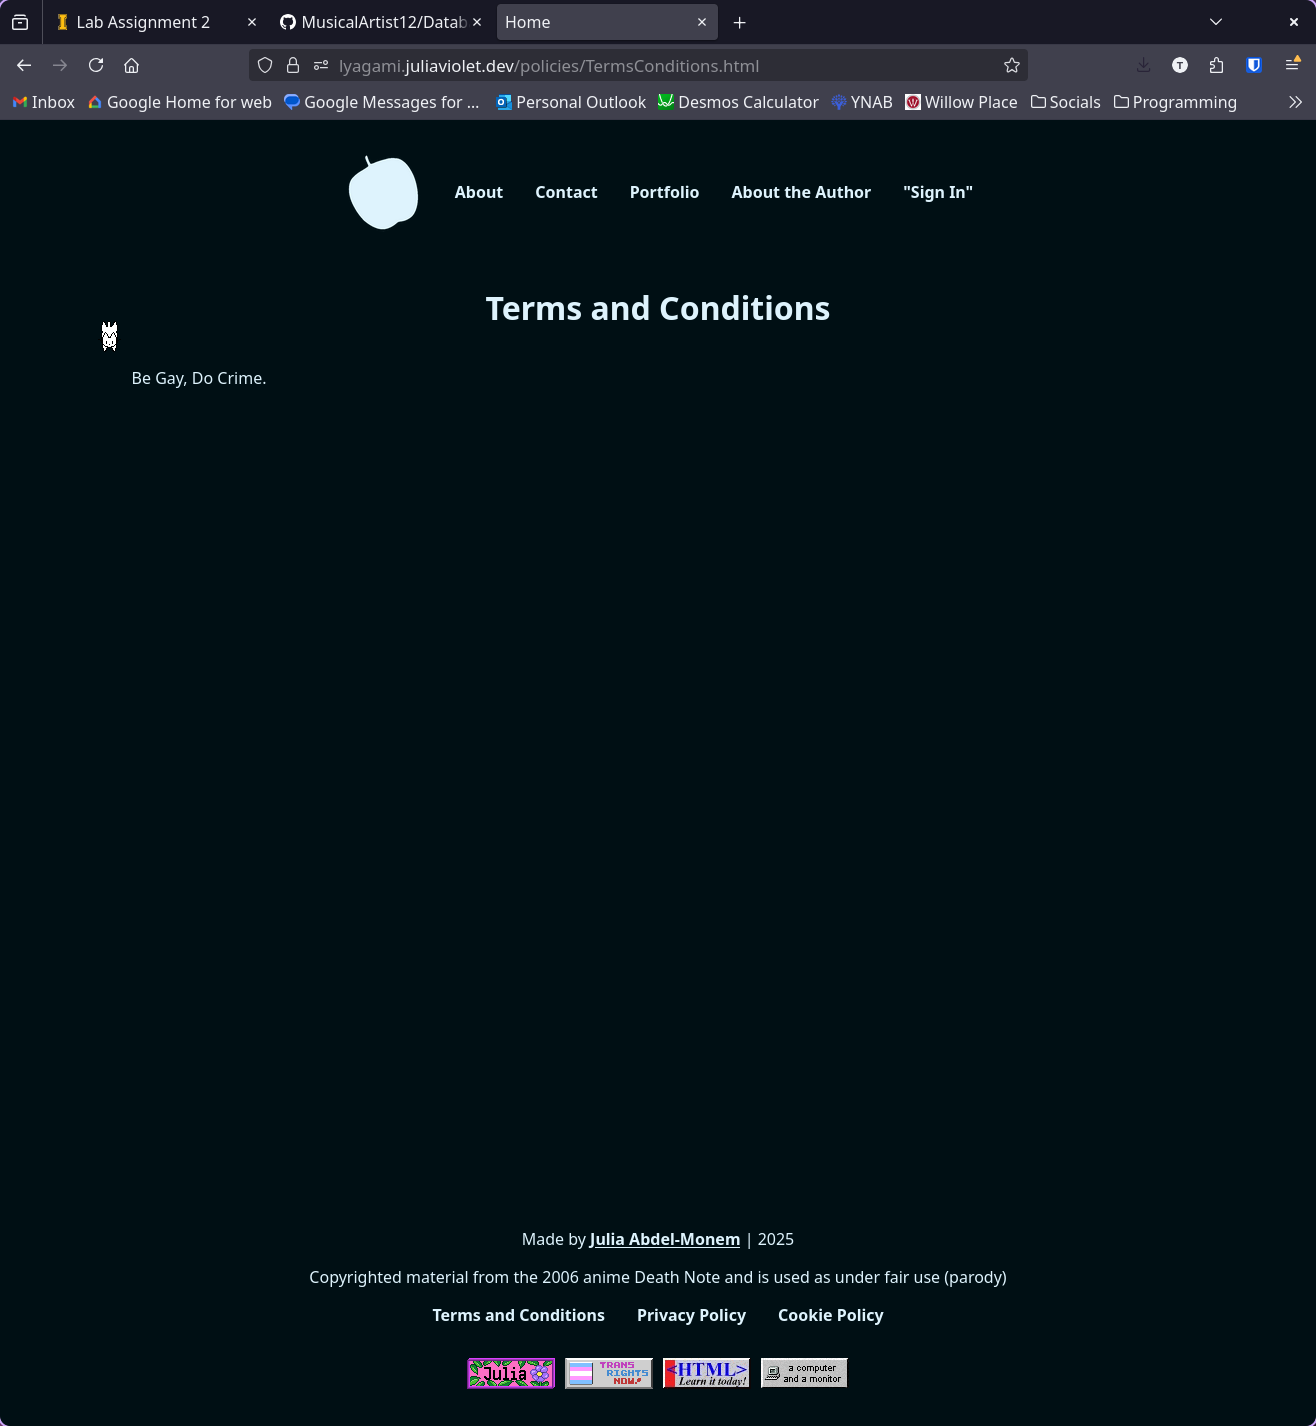 Lab Assignment 2
MusicalArtist12/Datab
Home
lyagami.juliaviolet.dev/policies/TermsConditions.html
T
Inbox Google Home for web Google Messages for ... Personal Outlook Desmos Calculator YNAB Willow Place Socials Programming
About Contact Portfolio About the Author "Sign In"
Terms and Conditions
Be Gay, Do Crime.
Made by Julia Abdel-Monem | 2025
Copyrighted material from the 2006 anime Death Note and is used as under fair use (parody)
Terms and Conditions Privacy Policy Cookie Policy
Julia
TRANS
RIGHTS
NOW!
<HTML>
Learn it today!
a computer
and a monitor